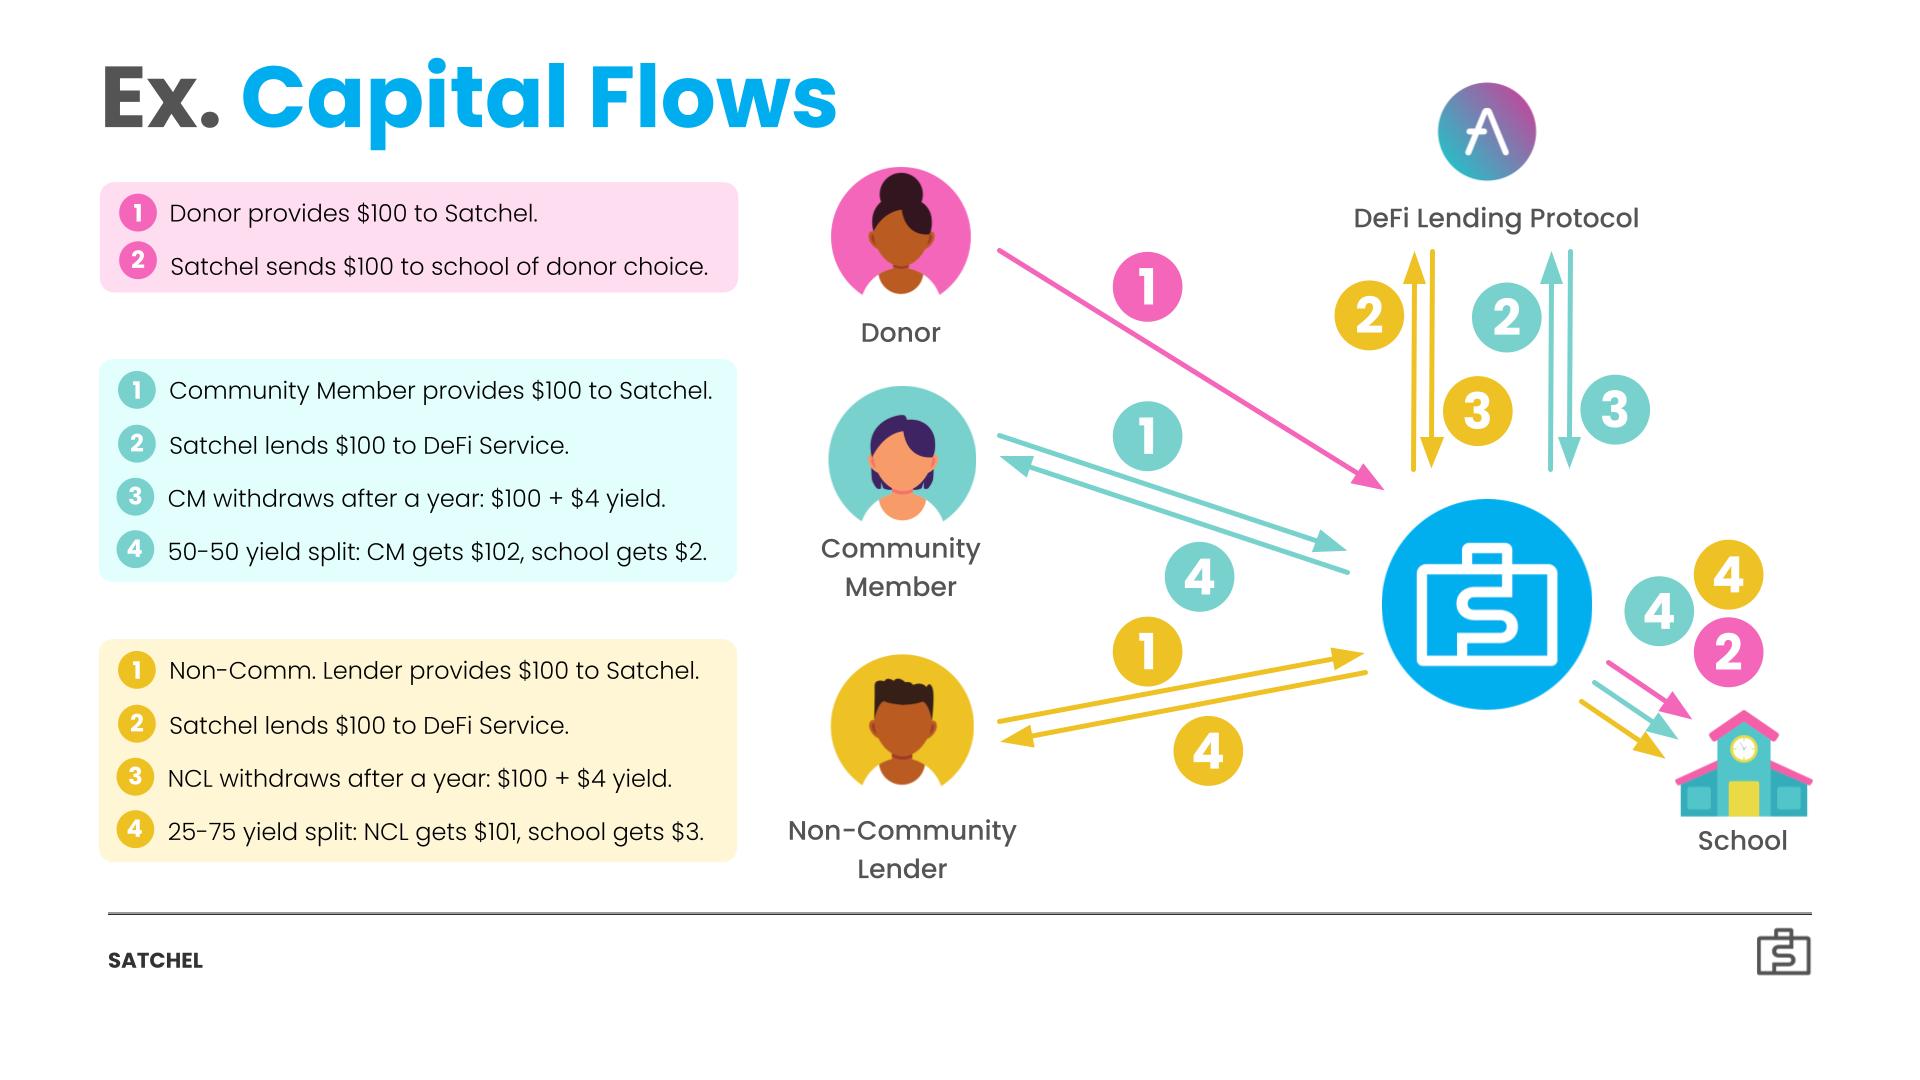 Ex. Capital Flows
1 Donor provides $100 to Satchel.
2 Satchel sends $100 to school of donor choice.
1 Community Member provides $100 to Satchel.
2 Satchel lends $100 to DeFi Service.
3 CM withdraws after a year: $100 + $4 yield.
4 50-50 yield split: CM gets $102, school gets $2.
1 Non-Comm. Lender provides $100 to Satchel.
2 Satchel lends $100 to DeFi Service.
3 NCL withdraws after a year: $100 + $4 yield.
4 25-75 yield split: NCL gets $101, school gets $3.
Donor
Community
Member
Non-Community
Lender
1
1
4
1
4
DeFi Lending Protocol
2
2
3
3
4
4
2
School
SATCHEL